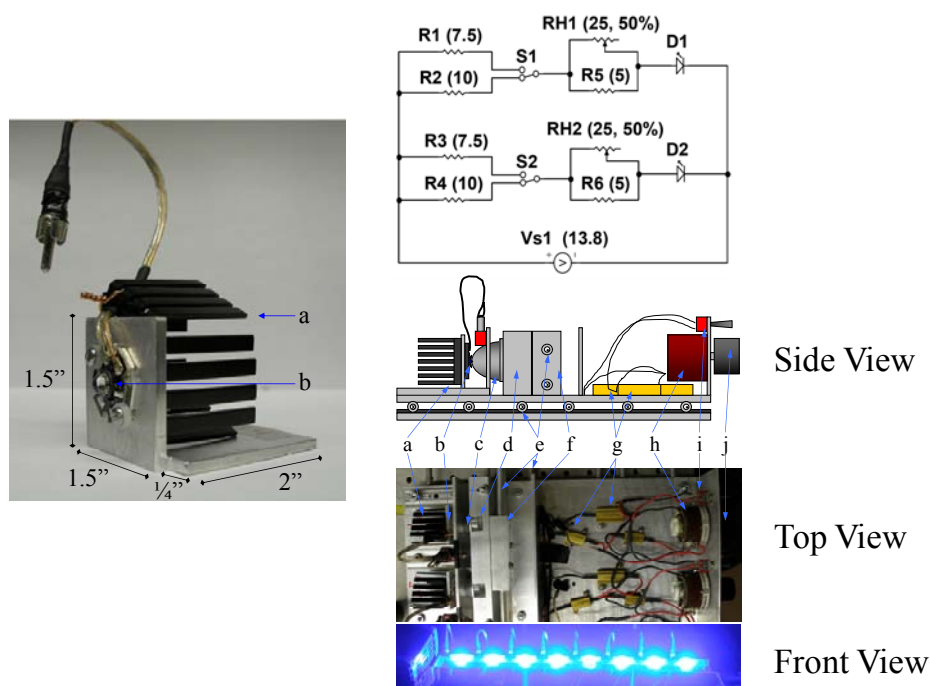 a
b
1.5”
1.5”
¼”
2”
R1 (7.5)
R2 (10)
S1
RH1 (25, 50%)
R5 (5)
D1
R3 (7.5)
R4 (10)
S2
RH2 (25, 50%)
R6 (5)
D2
Vs1 (13.8)
+ -
V
Side View
a b c d e f g h i j
Top View
Front View